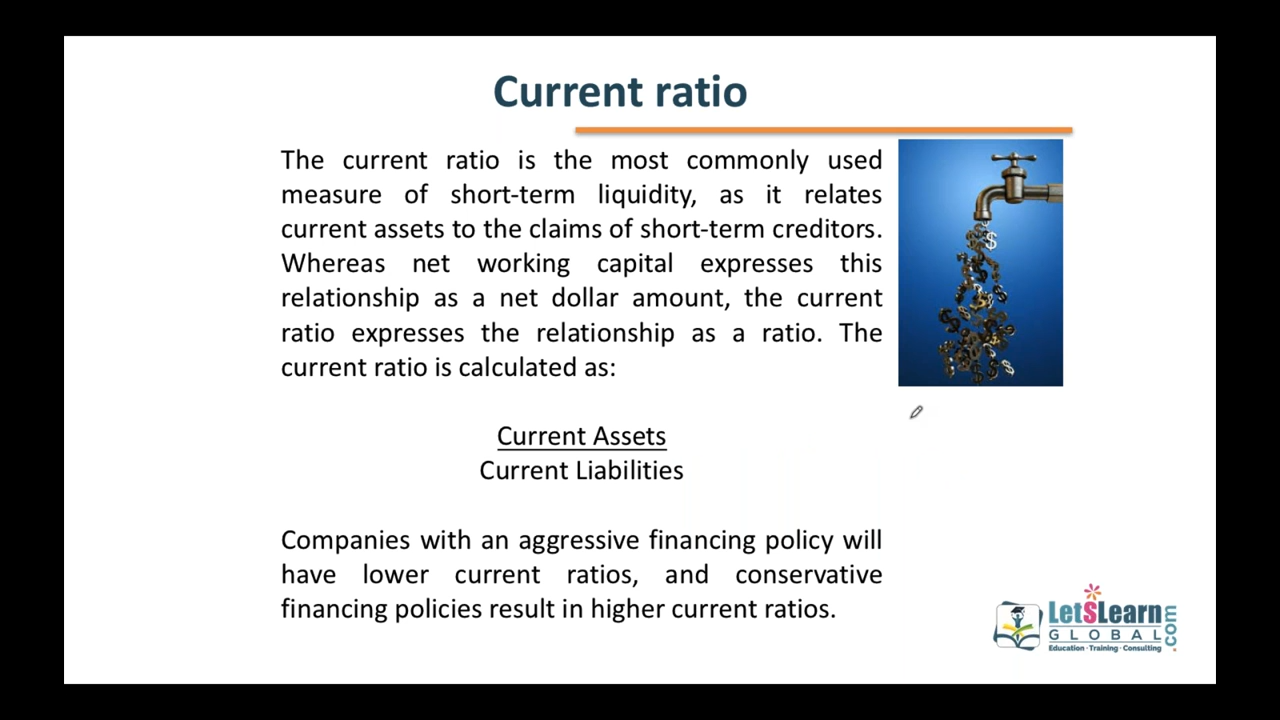 Current ratio
The current ratio is the most commonly used
measure of short-term liquidity, as it relates
current assets to the claims of short-term creditors.
Whereas net working capital expresses this
relationship as a net dollar amount, the current
ratio expresses the relationship as a ratio. The
current ratio is calculated as:
Current Assets
Current Liabilities
Companies with an aggressive financing policy will
have lower current ratios, and conservative
financing policies result in higher current ratios.
LetSLearn
GLOBAL
.com
Education · Training · Consulting